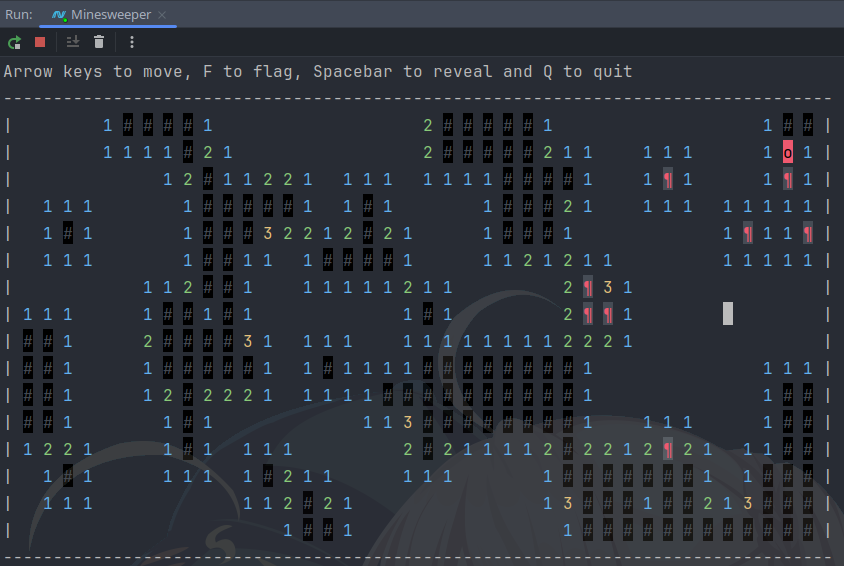 Run: Minesweeper ×
Arrow keys to move, F to flag, Spacebar to reveal and Q to quit
-----------------------------------------------------------------------------------
|         1 # # # # 1                     2 # # # # # 1                     1 # # |
|         1 1 1 1 # 2 1                   2 # # # # # 2 1 1     1 1 1       1 o 1 |
|               1 2 # 1 1 2 2 1   1 1 1   1 1 1 1 # # # # 1     1 ¶ 1       1 ¶ 1 |
|   1 1 1         1 # # # # # 1   1 # 1         1 # # # 2 1     1 1 1   1 1 1 1 1 |
|   1 # 1         1 # # # 3 2 2 1 2 # 2 1       1 # # # 1               1 ¶ 1 1 ¶ |
|   1 1 1         1 # # 1 1   1 # # # # 1       1 1 2 1 2 1 1           1 1 1 1 1 |
|             1 1 2 # # 1     1 1 1 1 1 2 1 1           2 ¶ 3 1                   |
| 1 1 1       1 # # 1 # 1               1 # 1           2 ¶ ¶ 1                   |
| # # 1       2 # # # # 3 1   1 1 1     1 1 1 1 1 1 1 1 2 2 2 1                   |
| # # 1       1 # # # # # 1   1 # 1 1 1 1 # # # # # # # # 1                 1 1 1 |
| # # 1       1 2 # 2 2 2 1   1 1 1 1 # # # # # # # # # # 1                 1 # # |
| # # 1         1 # 1               1 1 3 # # # # # # # # 1     1 1 1       1 # # |
| 1 2 2 1       1 # 1   1 1 1           2 # 2 1 1 1 1 2 # 2 2 1 2 ¶ 2 1   1 1 # # |
|   1 # 1       1 1 1   1 # 2 1 1       1 1 1         1 # # # # # # # 1   1 # # # |
|   1 1 1               1 1 2 # 2 1                   1 3 # # # 1 # # 2 1 3 # # # |
|                           1 # # 1                     1 # # # # # # # # # # # # |
-----------------------------------------------------------------------------------